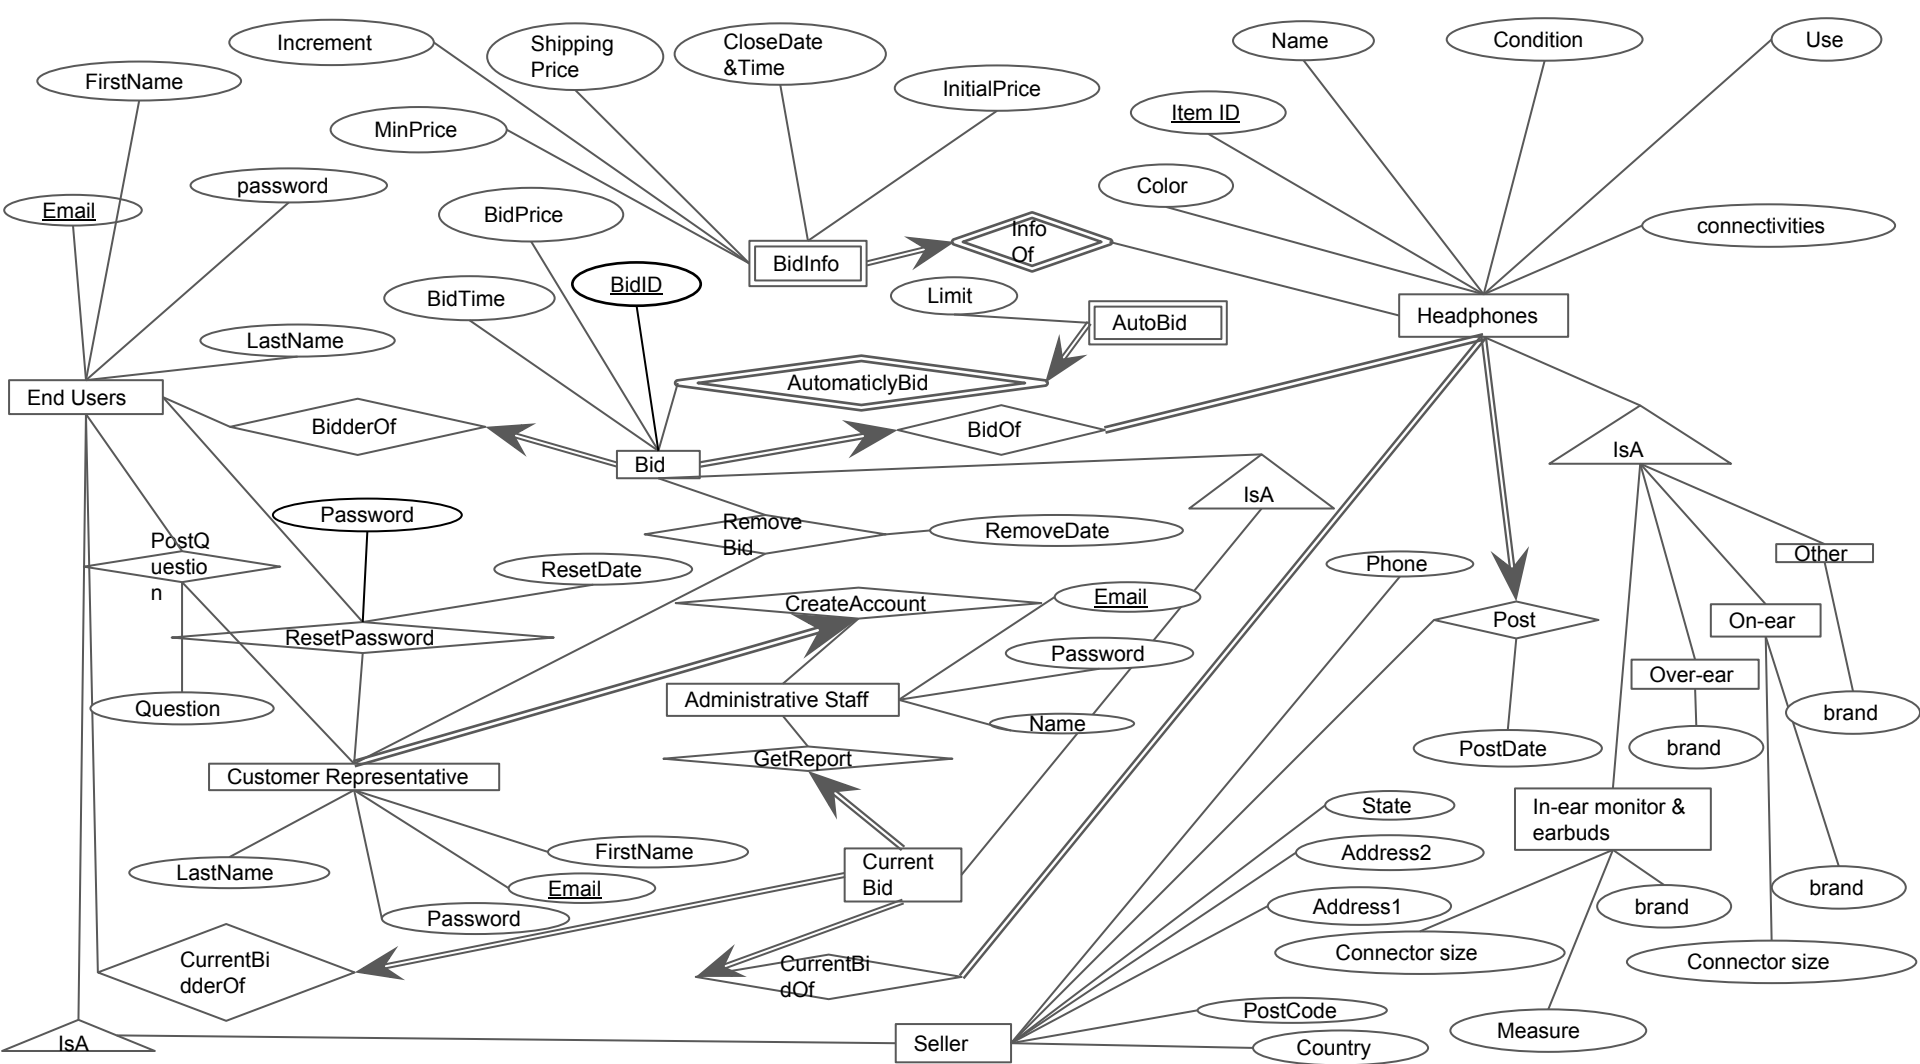 Increment
Shipping
Price
CloseDate
&Time
Name
Condition
Use
FirstName
InitialPrice
MinPrice
Item ID
password
Color
Email
BidPrice
connectivities
Info
Of
BidInfo
BidID
BidTime
Limit
AutoBid
Headphones
LastName
AutomaticlyBid
End Users
BidderOf
BidOf
IsA
Bid
IsA
Password
Remove
Bid
RemoveDate
PostQ
uestio
n
Other
Phone
ResetDate
CreateAccount
Email
Post
On-ear
ResetPassword
Password
Over-ear
Administrative Staff
Question
Name
brand
PostDate
brand
GetReport
Customer Representative
State
In-ear monitor &
earbuds
FirstName
Address2
LastName
Current
Bid
Email
brand
Address1
brand
Password
Connector size
CurrentBi
dderOf
CurrentBi
dOf
Connector size
PostCode
Measure
IsA
Seller
Country